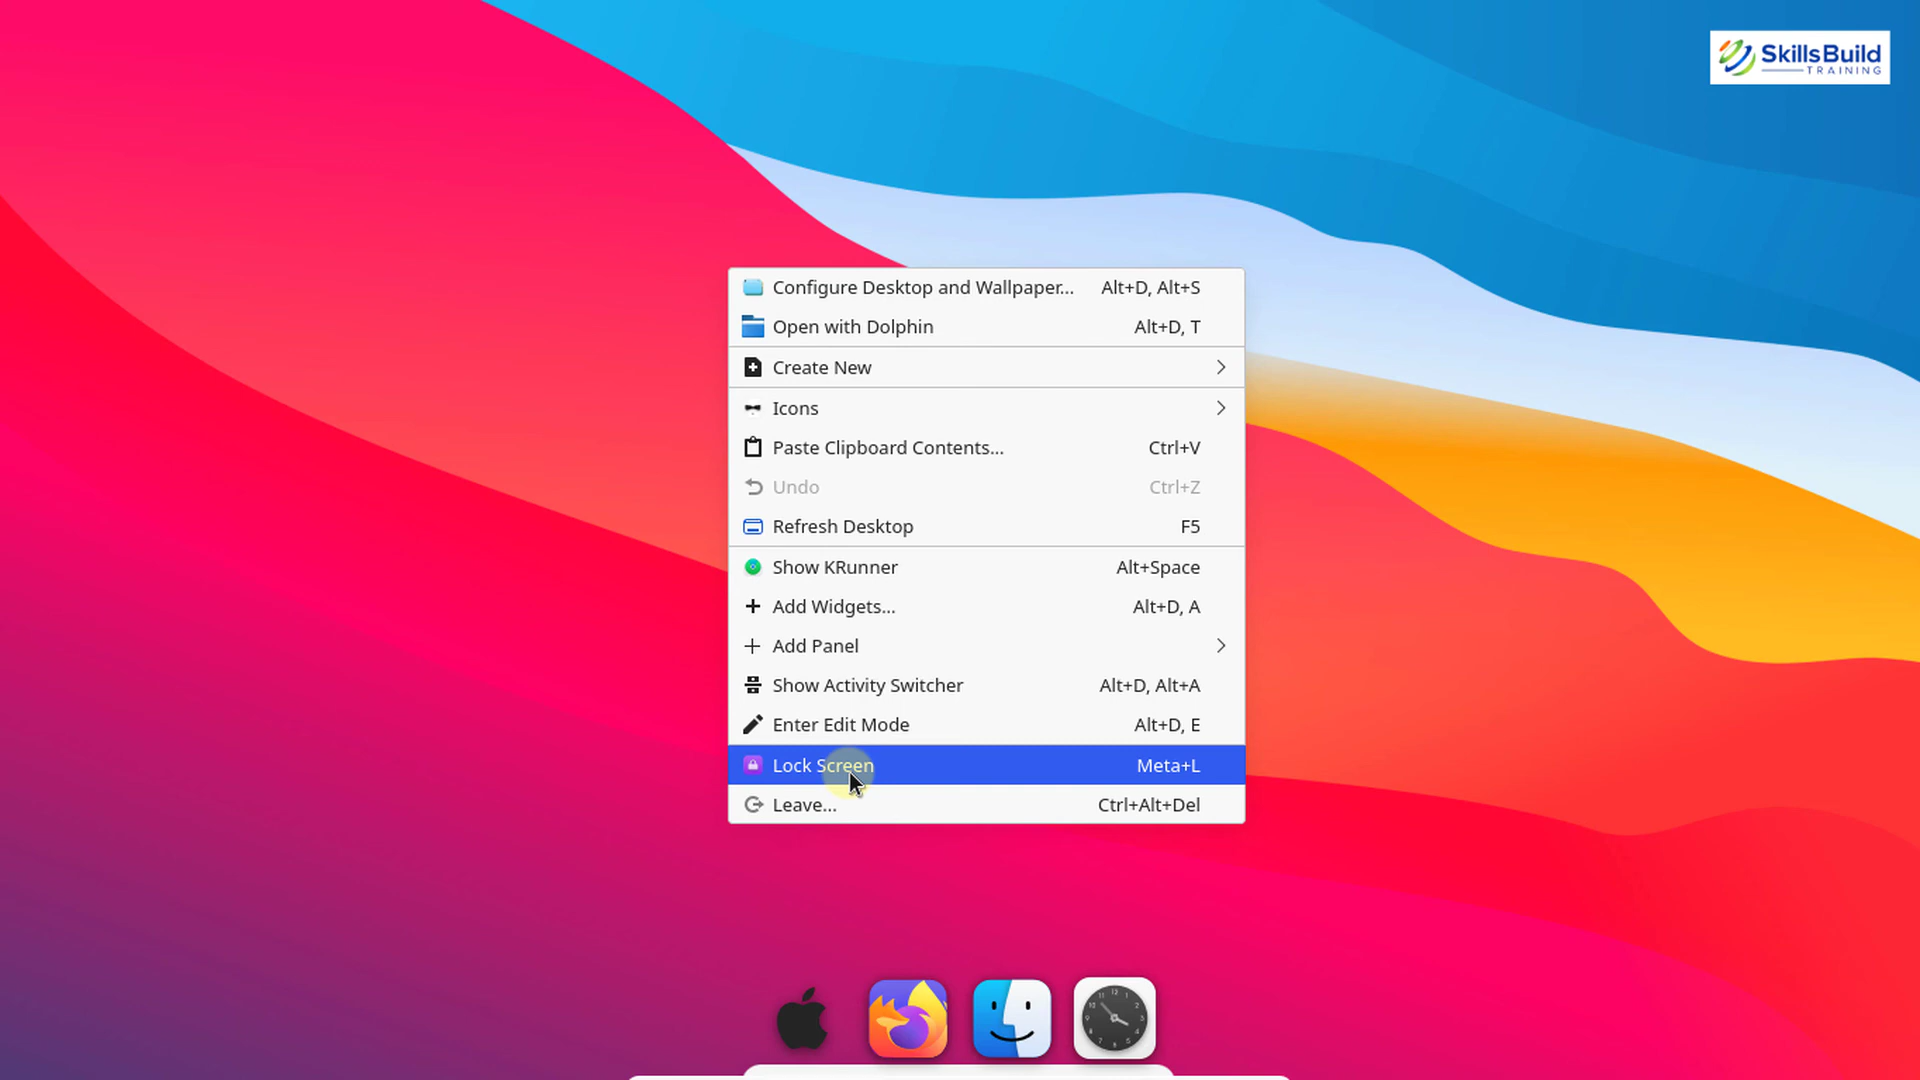 SkillsBuild
TRAINING
Configure Desktop and Wallpaper... Alt+D, Alt+S
Open with Dolphin Alt+D, T
Create New
Icons
Paste Clipboard Contents... Ctrl+V
Undo Ctrl+Z
Refresh Desktop F5
Show KRunner Alt+Space
Add Widgets... Alt+D, A
Add Panel
Show Activity Switcher Alt+D, Alt+A
Enter Edit Mode Alt+D, E
Lock Screen Meta+L
Leave... Ctrl+Alt+Del